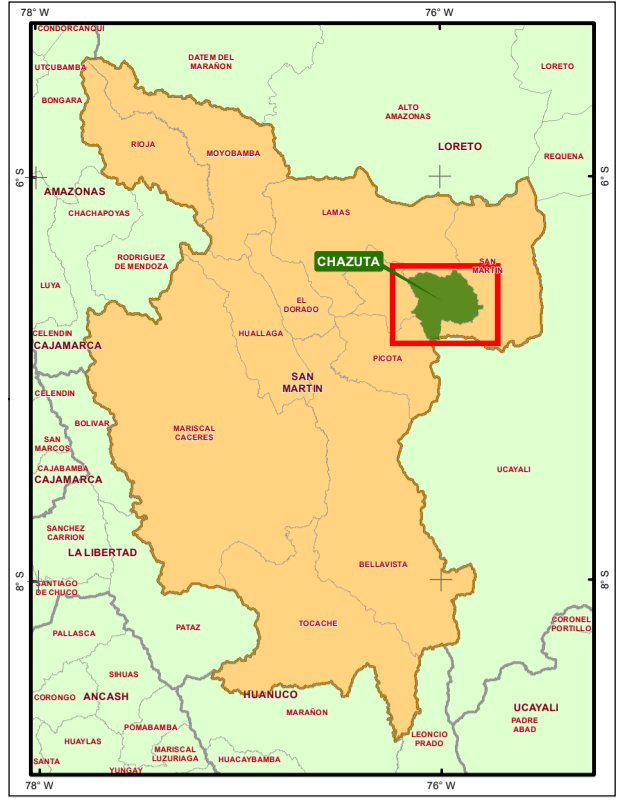 78° W
76° W
CONDORCANQUI
DATEM DEL
MARAÑON
UTCUBAMBA
LORETO
BONGARA
ALTO
AMAZONAS
RIOJA
LORETO
MOYOBAMBA
REQUENA
6° S
6° S
AMAZONAS
CHACHAPOYAS
LAMAS
RODRIGUEZ
DE MENDOZA
CHAZUTA
SAN
MARTIN
LUYA
EL
DORADO
CELENDIN
HUALLAGA
CAJAMARCA
PICOTA
SAN
MARTIN
CELENDIN
BOLIVAR
MARISCAL
CACERES
SAN
MARCOS
CAJABAMBA
CAJAMARCA
UCAYALI
SANCHEZ
CARRION
LA LIBERTAD
BELLAVISTA
8° S
8° S
SANTIAGO
DE CHUCO
CORONEL
PORTILLO
PALLASCA
PATAZ
TOCACHE
SIHUAS
CORONGO
ANCASH
HUANUCO
MARAÑON
UCAYALI
PADRE
ABAD
POMABAMBA
LEONCIO
PRADO
HUAYLAS
MARISCAL
LUZURIAGA
HUACAYBAMBA
SANTA
YUNGAY
78° W
76° W